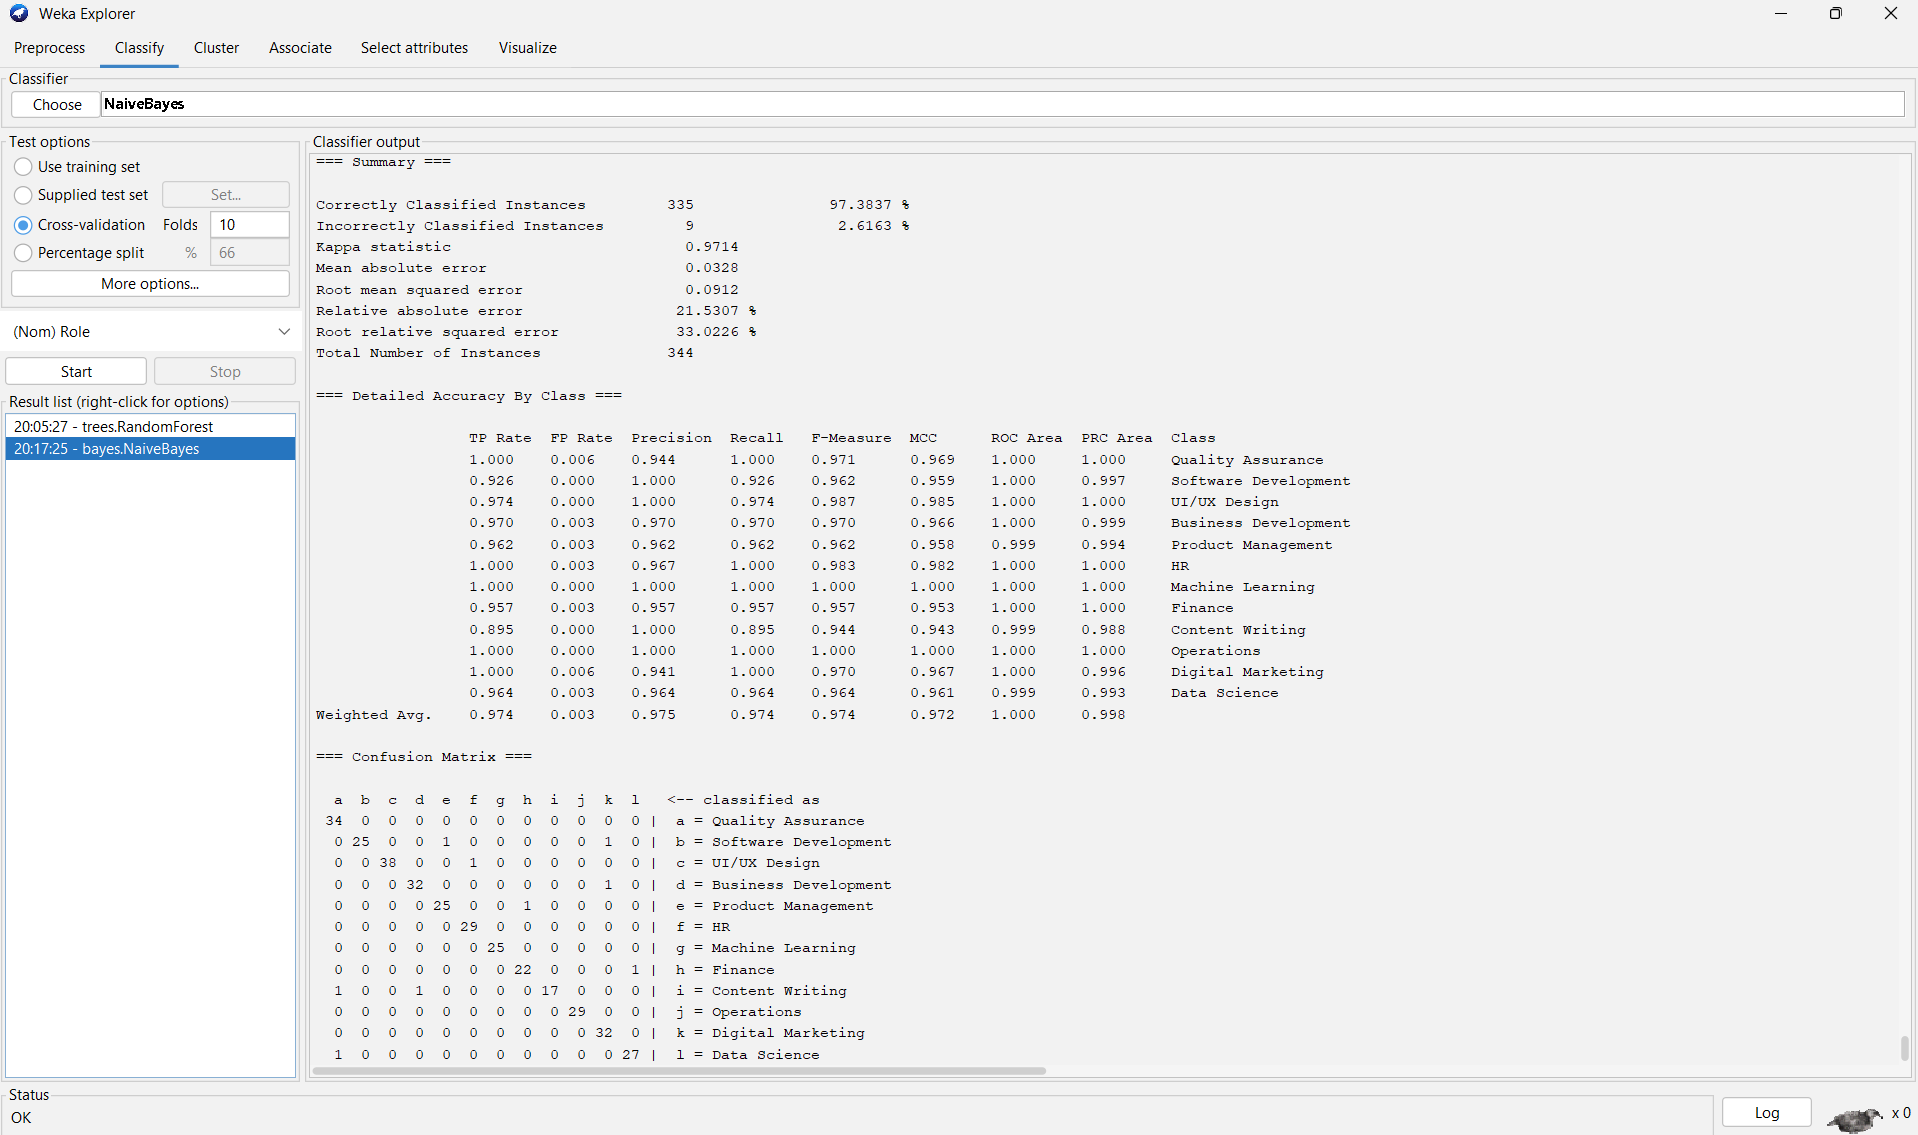 Weka Explorer
Preprocess Classify Cluster Associate Select attributes Visualize
Classifier
Choose NaiveBayes
Test options
Use training set
Supplied test set Set...
Cross-validation Folds 10
Percentage split % 66
More options...
(Nom) Role
Start Stop
Result list (right-click for options)
20:05:27 - trees.RandomForest
20:17:25 - bayes.NaiveBayes
Classifier output
=== Summary ===
Correctly Classified Instances 335 97.3837 %
Incorrectly Classified Instances 9 2.6163 %
Kappa statistic 0.9714
Mean absolute error 0.0328
Root mean squared error 0.0912
Relative absolute error 21.5307 %
Root relative squared error 33.0226 %
Total Number of Instances 344
=== Detailed Accuracy By Class ===
TP Rate FP Rate Precision Recall F-Measure MCC ROC Area PRC Area Class
1.000 0.006 0.944 1.000 0.971 0.969 1.000 1.000 Quality Assurance
0.926 0.000 1.000 0.926 0.962 0.959 1.000 0.997 Software Development
0.974 0.000 1.000 0.974 0.987 0.985 1.000 1.000 UI/UX Design
0.970 0.003 0.970 0.970 0.970 0.966 1.000 0.999 Business Development
0.962 0.003 0.962 0.962 0.962 0.958 0.999 0.994 Product Management
1.000 0.003 0.967 1.000 0.983 0.982 1.000 1.000 HR
1.000 0.000 1.000 1.000 1.000 1.000 1.000 1.000 Machine Learning
0.957 0.003 0.957 0.957 0.957 0.953 1.000 1.000 Finance
0.895 0.000 1.000 0.895 0.944 0.943 0.999 0.988 Content Writing
1.000 0.000 1.000 1.000 1.000 1.000 1.000 1.000 Operations
1.000 0.006 0.941 1.000 0.970 0.967 1.000 0.996 Digital Marketing
0.964 0.003 0.964 0.964 0.964 0.961 0.999 0.993 Data Science
Weighted Avg. 0.974 0.003 0.975 0.974 0.974 0.972 1.000 0.998
=== Confusion Matrix ===
a b c d e f g h i j k l <-- classified as
34 0 0 0 0 0 0 0 0 0 0 0 | a = Quality Assurance
0 25 0 0 1 0 0 0 0 0 1 0 | b = Software Development
0 0 38 0 0 1 0 0 0 0 0 0 | c = UI/UX Design
0 0 0 32 0 0 0 0 0 0 1 0 | d = Business Development
0 0 0 0 25 0 0 1 0 0 0 0 | e = Product Management
0 0 0 0 0 29 0 0 0 0 0 0 | f = HR
0 0 0 0 0 0 25 0 0 0 0 0 | g = Machine Learning
0 0 0 0 0 0 0 22 0 0 0 1 | h = Finance
1 0 0 1 0 0 0 0 17 0 0 0 | i = Content Writing
0 0 0 0 0 0 0 0 0 29 0 0 | j = Operations
0 0 0 0 0 0 0 0 0 0 32 0 | k = Digital Marketing
1 0 0 0 0 0 0 0 0 0 0 27 | l = Data Science
Status
OK
Log x 0